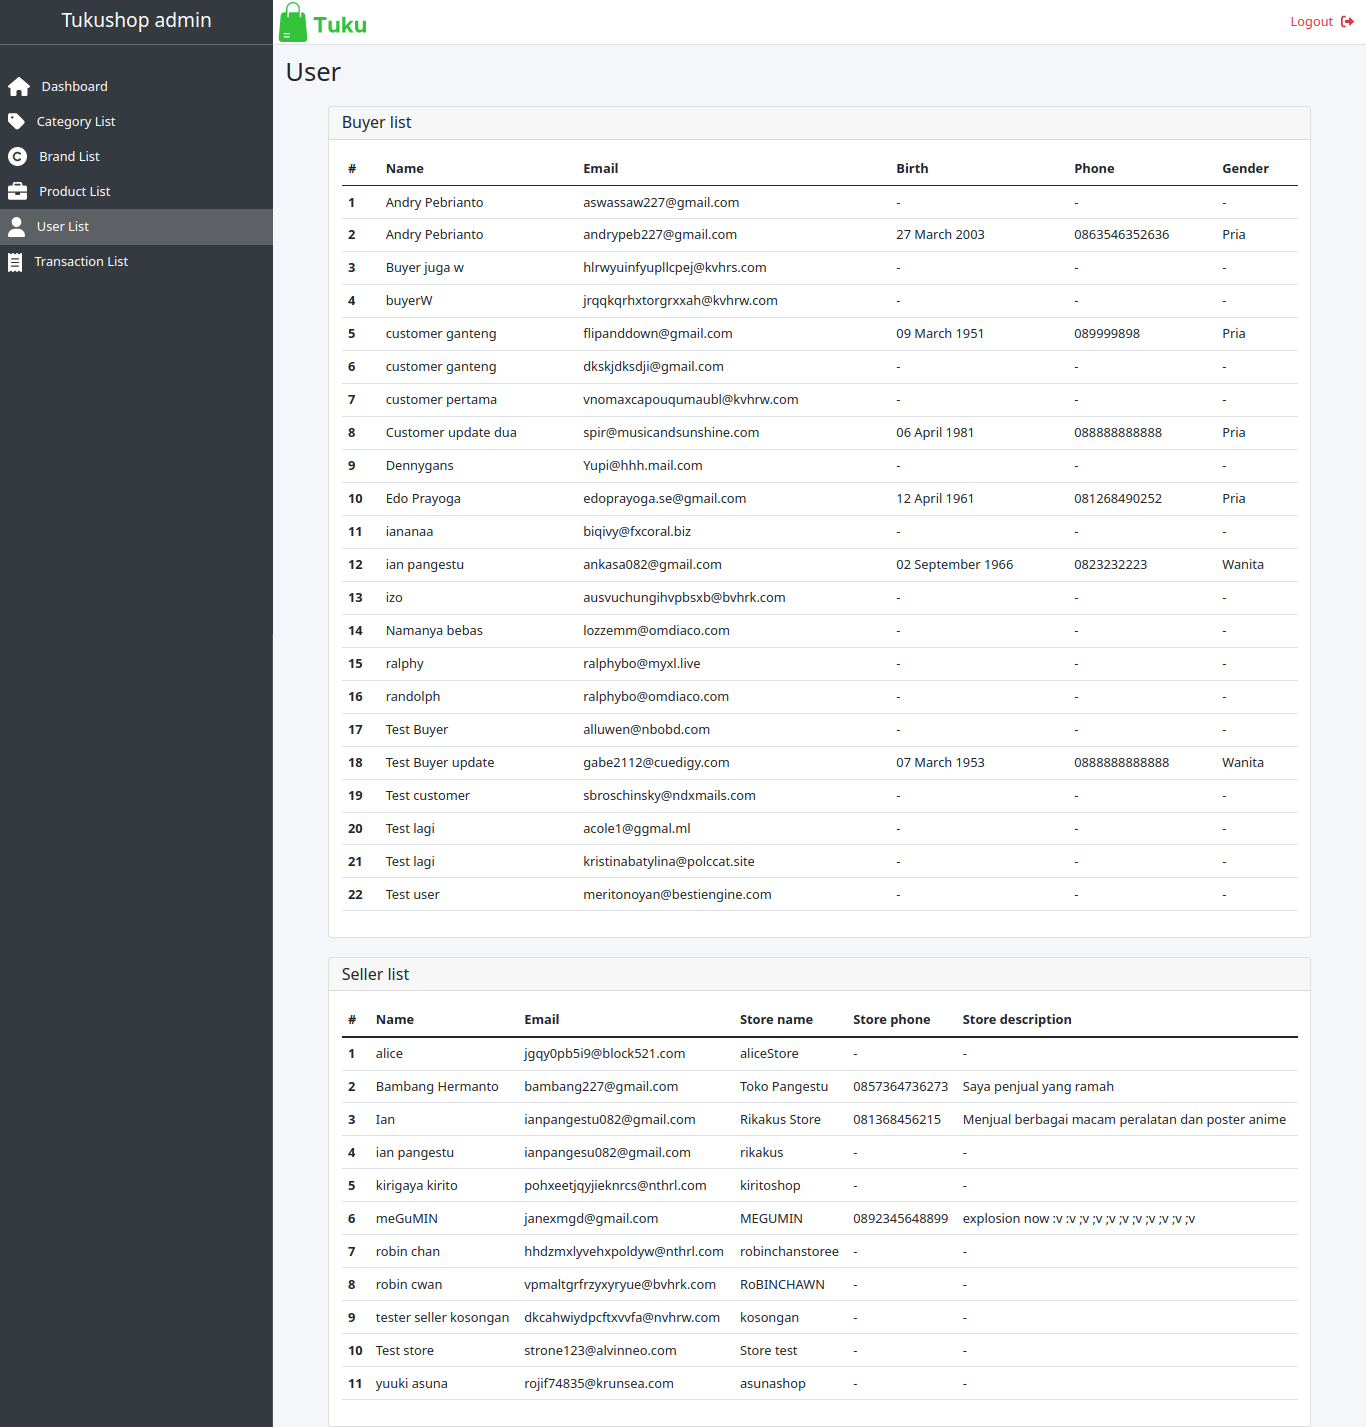 Tukushop admin
Tuku
Logout
Dashboard
Category List
Brand List
Product List
User List
Transaction List
User
Buyer list
# Name Email Birth Phone Gender
1 Andry Pebrianto aswassaw227@gmail.com - - -
2 Andry Pebrianto andrypeb227@gmail.com 27 March 2003 0863546352636 Pria
3 Buyer juga w hlrwyuinfyupllcpej@kvhrs.com - - -
4 buyerW jrqqkqrhxtorgrxxah@kvhrw.com - - -
5 customer ganteng flipanddown@gmail.com 09 March 1951 089999898 Pria
6 customer ganteng dkskjdksdji@gmail.com - - -
7 customer pertama vnomaxcapouqumaubl@kvhrw.com - - -
8 Customer update dua spir@musicandsunshine.com 06 April 1981 088888888888 Pria
9 Dennygans Yupi@hhh.mail.com - - -
10 Edo Prayoga edoprayoga.se@gmail.com 12 April 1961 081268490252 Pria
11 iananaa biqivy@fxcoral.biz - - -
12 ian pangestu ankasa082@gmail.com 02 September 1966 0823232223 Wanita
13 izo ausvuchungihvpbsxb@bvhrk.com - - -
14 Namanya bebas lozzemm@omdiaco.com - - -
15 ralphy ralphybo@myxl.live - - -
16 randolph ralphybo@omdiaco.com - - -
17 Test Buyer alluwen@nbobd.com - - -
18 Test Buyer update gabe2112@cuedigy.com 07 March 1953 0888888888888 Wanita
19 Test customer sbroschinsky@ndxmails.com - - -
20 Test lagi acole1@ggmal.ml - - -
21 Test lagi kristinabatylina@polccat.site - - -
22 Test user meritonoyan@bestiengine.com - - -
Seller list
# Name Email Store name Store phone Store description
1 alice jgqy0pb5i9@block521.com aliceStore - -
2 Bambang Hermanto bambang227@gmail.com Toko Pangestu 0857364736273 Saya penjual yang ramah
3 Ian ianpangestu082@gmail.com Rikakus Store 081368456215 Menjual berbagai macam peralatan dan poster anime
4 ian pangestu ianpangesu082@gmail.com rikakus - -
5 kirigaya kirito pohxeetjqyjieknrcs@nthrl.com kiritoshop - -
6 meGuMIN janexmgd@gmail.com MEGUMIN 0892345648899 explosion now :v :v ;v ;v ;v ;v ;v ;v ;v ;v ;v
7 robin chan hhdzmxlyvehxpoldyw@nthrl.com robinchanstoree - -
8 robin cwan vpmaltgrfrzyxyryue@bvhrk.com RoBINCHAWN - -
9 tester seller kosongan dkcahwiydpcftxvvfa@nvhrw.com kosongan - -
10 Test store strone123@alvinneo.com Store test - -
11 yuuki asuna rojif74835@krunsea.com asunashop - -